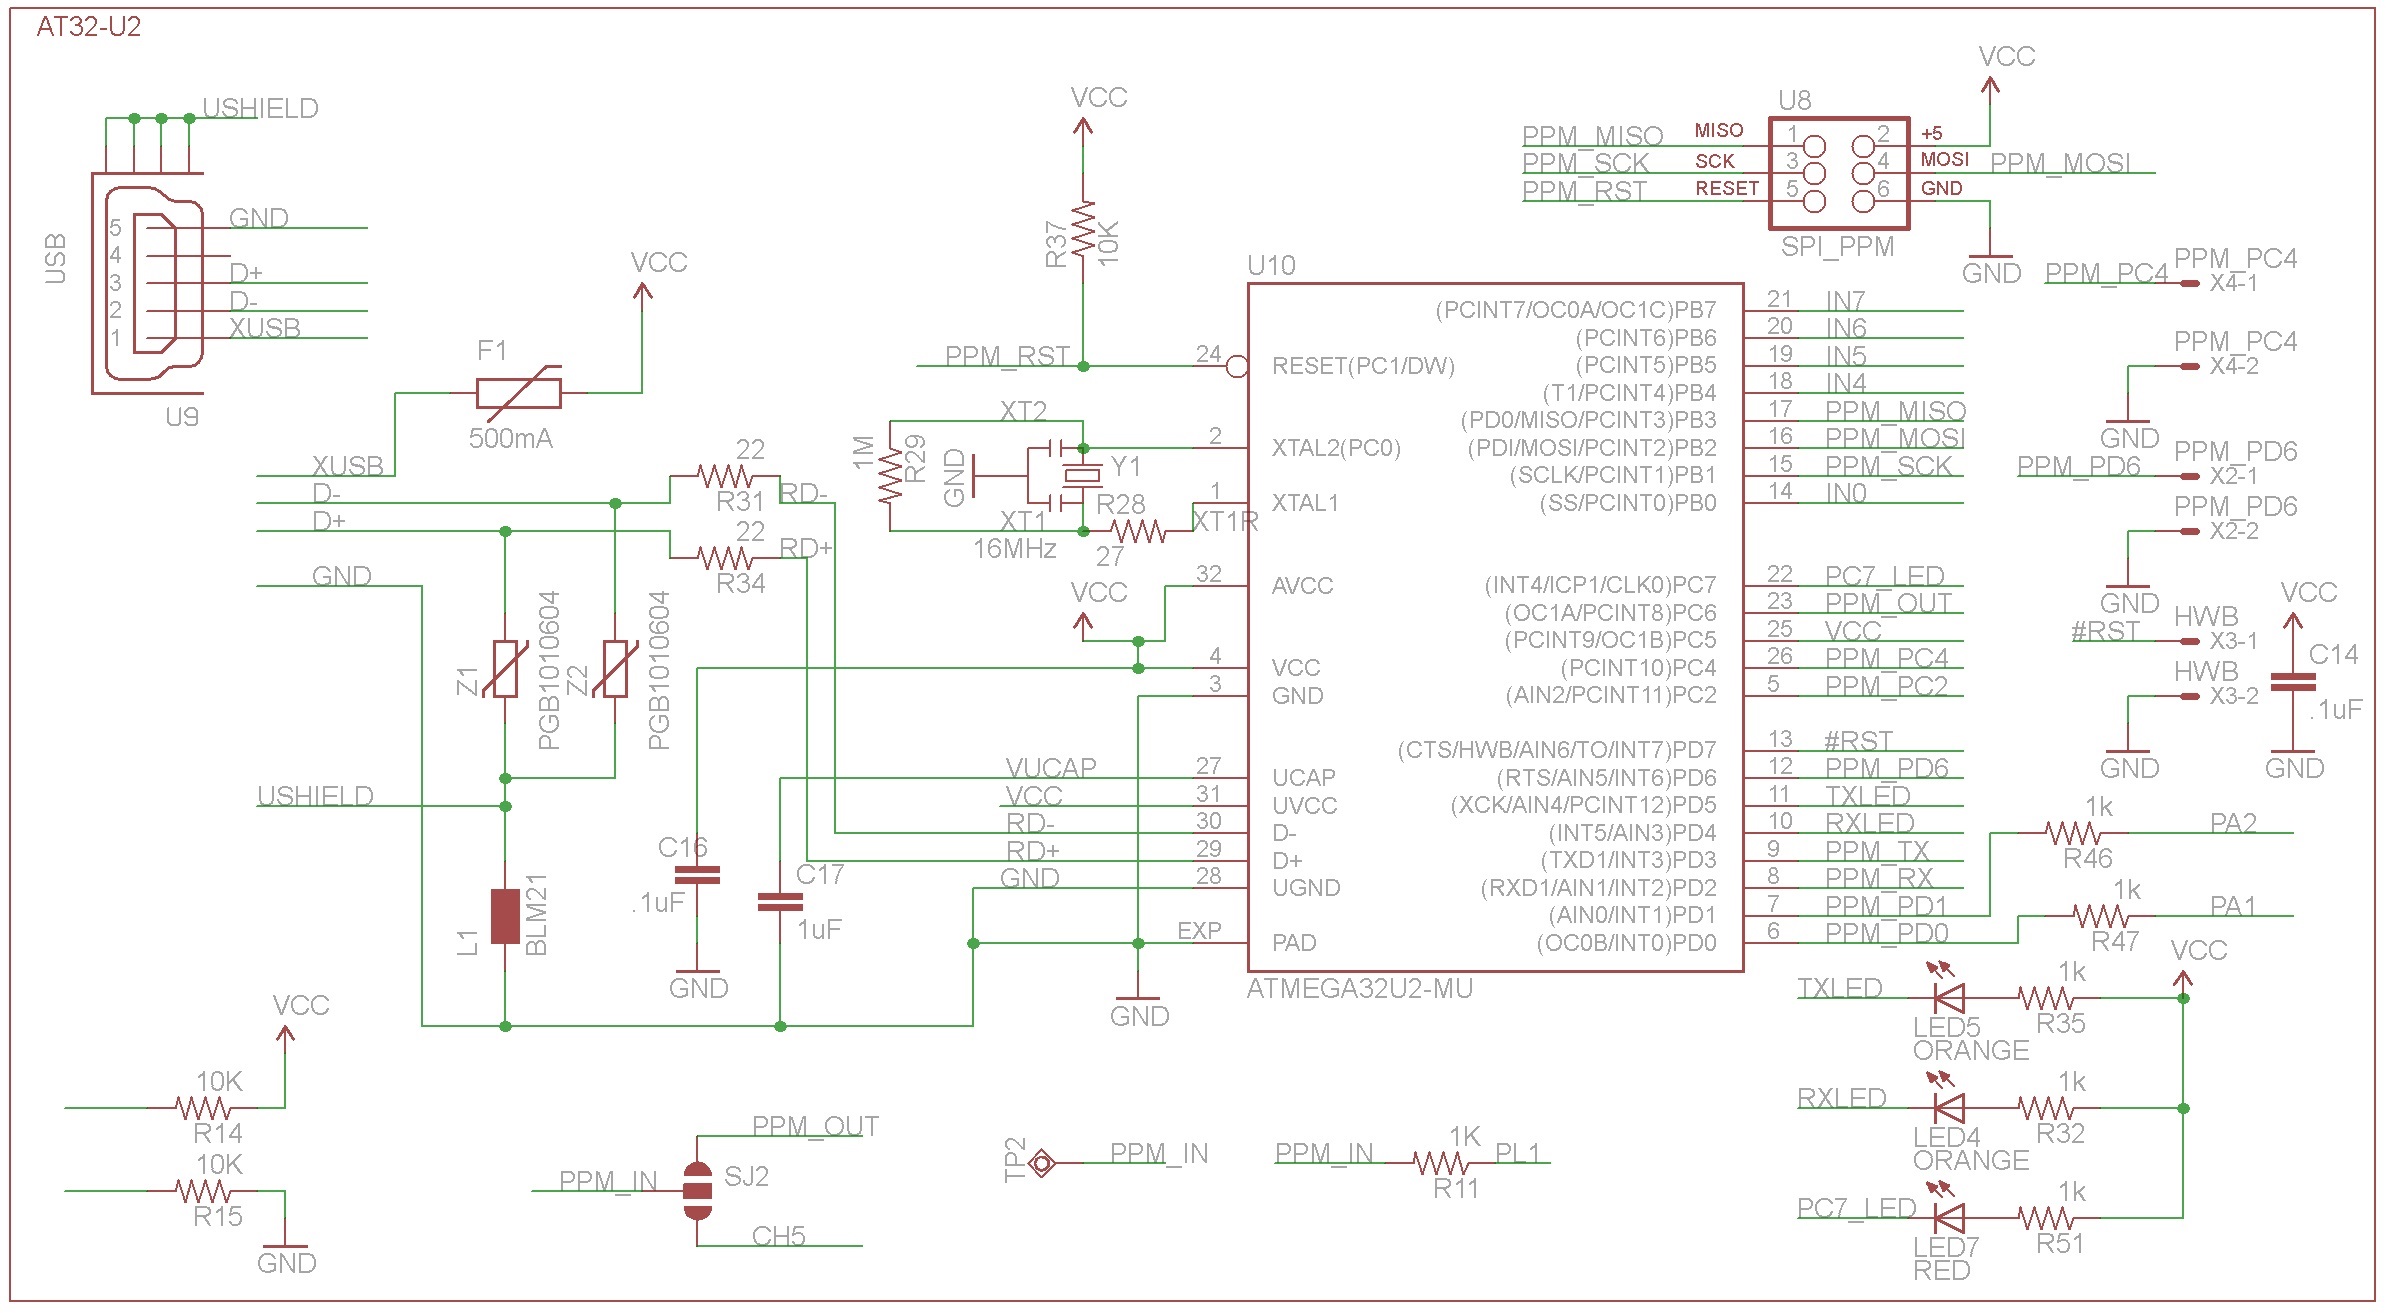 AT32-U2
USHIELD
USB
5
4
3
2
1
GND
D+
D-
XUSB
U9
VCC
F1
500mA
XUSB
D-
D+
GND
22
R31
RD-
22
R34
RD+
Z1
PGB1010604
Z2
PGB1010604
USHIELD
L1
BLM21
C16
.1uF
GND
C17
1uF
VCC
R37
10K
PPM_RST
XT2
1M
R29
GND
Y1
XT1
16MHz
R28
27
XT1R
VCC
VUCAP
VCC
RD-
RD+
GND
GND
U10
24 RESET(PC1/DW)
2 XTAL2(PC0)
1 XTAL1
32 AVCC
4 VCC
3 GND
27 UCAP
31 UVCC
30 D-
29 D+
28 UGND
EXP PAD
ATMEGA32U2-MU
(PCINT7/OC0A/OC1C)PB7 21 IN7
(PCINT6)PB6 20 IN6
(PCINT5)PB5 19 IN5
(T1/PCINT4)PB4 18 IN4
(PD0/MISO/PCINT3)PB3 17 PPM_MISO
(PDI/MOSI/PCINT2)PB2 16 PPM_MOSI
(SCLK/PCINT1)PB1 15 PPM_SCK
(SS/PCINT0)PB0 14 IN0
(INT4/ICP1/CLK0)PC7 22 PC7_LED
(OC1A/PCINT8)PC6 23 PPM_OUT
(PCINT9/OC1B)PC5 25 VCC
(PCINT10)PC4 26 PPM_PC4
(AIN2/PCINT11)PC2 5 PPM_PC2
(CTS/HWB/AIN6/TO/INT7)PD7 13 #RST
(RTS/AIN5/INT6)PD6 12 PPM_PD6
(XCK/AIN4/PCINT12)PD5 11 TXLED
(INT5/AIN3)PD4 10 RXLED
(TXD1/INT3)PD3 9 PPM_TX
(RXD1/AIN1/INT2)PD2 8 PPM_RX
(AIN0/INT1)PD1 7 PPM_PD1
(OC0B/INT0)PD0 6 PPM_PD0
VCC
U8
PPM_MISO MISO 1 2 +5
PPM_SCK SCK 3 4 MOSI PPM_MOSI
PPM_RST RESET 5 6 GND
SPI_PPM
GND
PPM_PC4
PPM_PC4 X4-1
PPM_PC4
X4-2
GND
PPM_PD6
PPM_PD6 X2-1
PPM_PD6
X2-2
GND
HWB
#RST X3-1
HWB
X3-2
GND
VCC
C14
.1uF
GND
1k
R46
PA2
1k
R47
PA1
VCC
TXLED
LED5
ORANGE
1k
R35
RXLED
LED4
ORANGE
1k
R32
PC7_LED
LED7
RED
1k
R51
VCC
10K
R14
10K
R15
GND
PPM_OUT
PPM_IN
SJ2
CH5
TP2
PPM_IN
PPM_IN
1K
R11
PL1